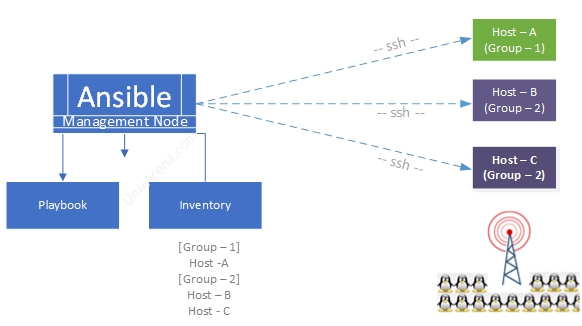 Ansible
Management Node
Playbook
Inventory
[Group – 1]
Host -A
[Group – 2]
Host – B
Host - C
-- ssh --
-- ssh --
-- ssh --
Host – A
(Group – 1)
Host – B
(Group – 2)
Host – C
(Group – 2)
UnixArena.com